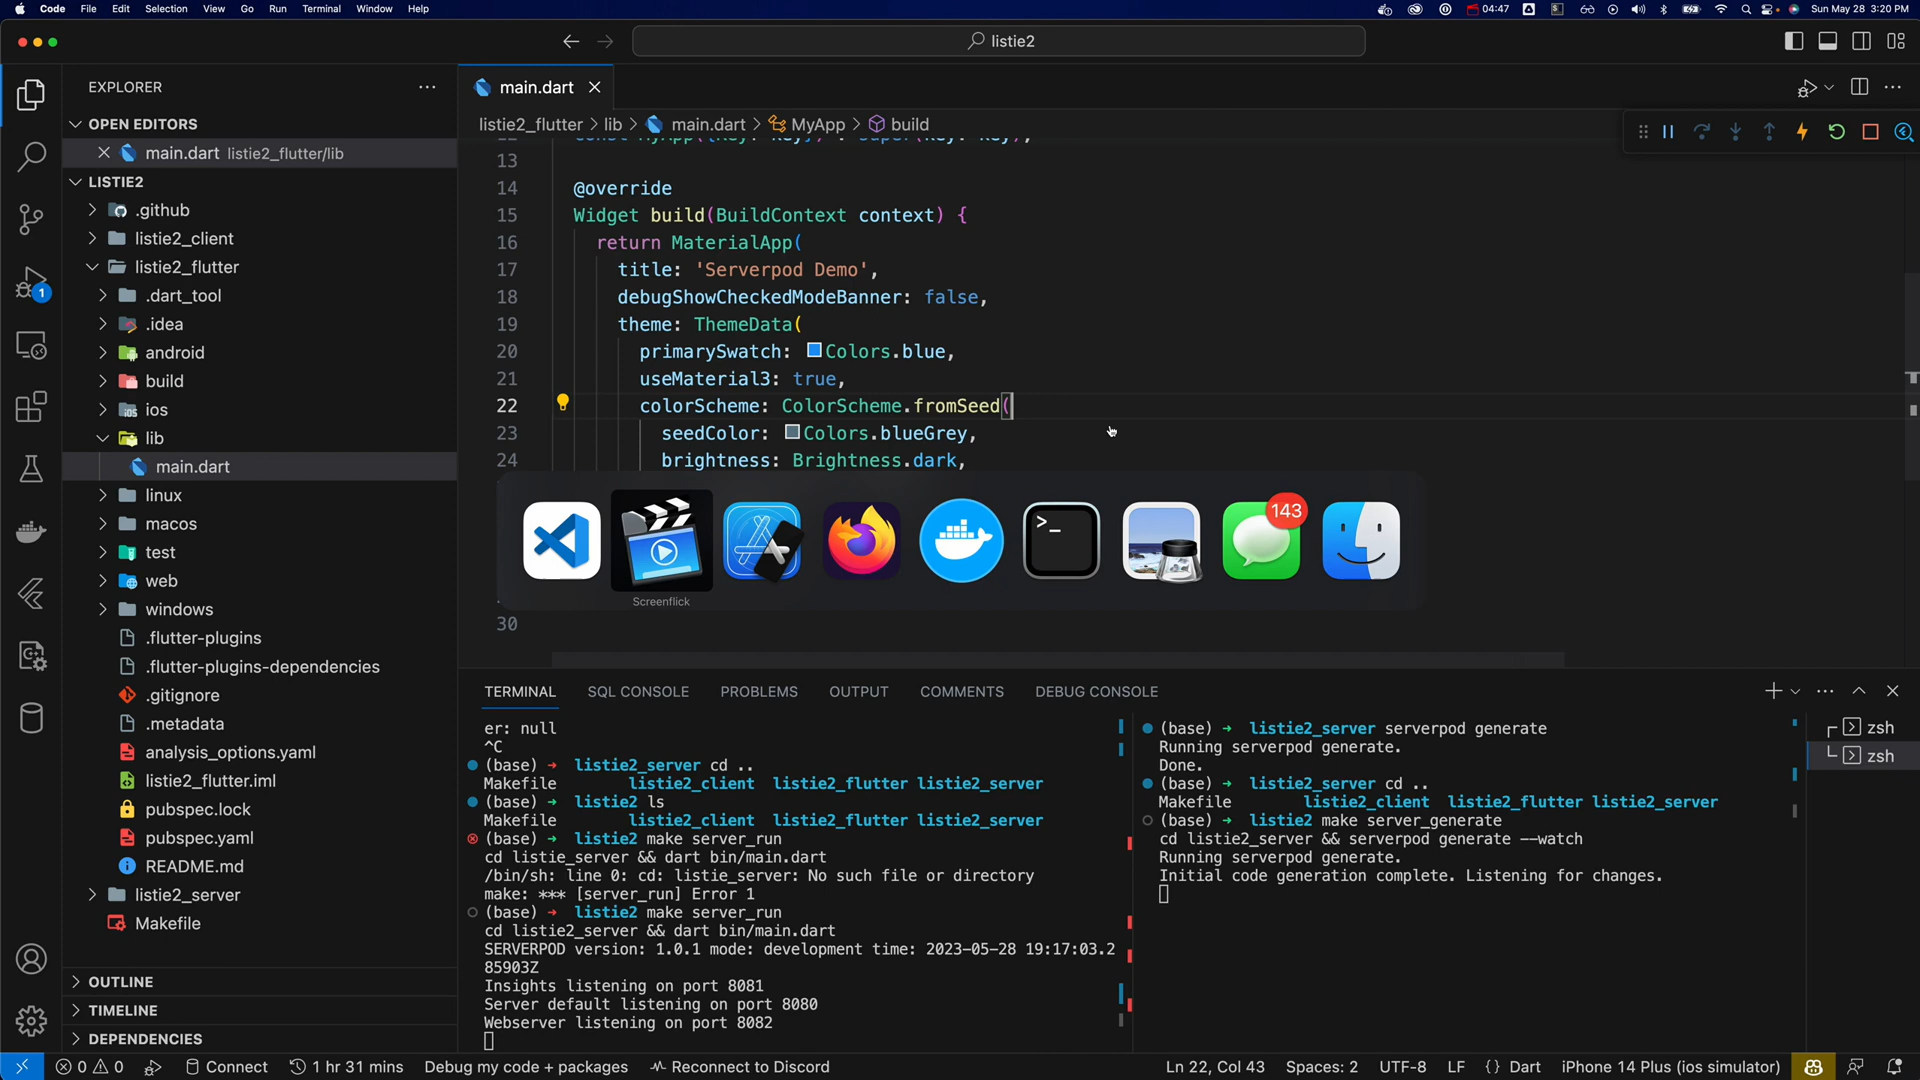 Code File Edit Selection View Go Run Terminal Window Help
04:47
Sun May 28 3:20 PM
listie2
EXPLORER
OPEN EDITORS
main.dart listie2_flutter/lib
LISTIE2
.github
listie2_client
listie2_flutter
.dart_tool
.idea
android
build
ios
lib
main.dart
linux
macos
test
web
windows
.flutter-plugins
.flutter-plugins-dependencies
.gitignore
.metadata
analysis_options.yaml
listie2_flutter.iml
pubspec.lock
pubspec.yaml
README.md
listie2_server
Makefile
OUTLINE
TIMELINE
DEPENDENCIES
1
main.dart
listie2_flutter > lib > main.dart > MyApp > build
13
14 @override
15 Widget build(BuildContext context) {
16 return MaterialApp(
17 title: 'Serverpod Demo',
18 debugShowCheckedModeBanner: false,
19 theme: ThemeData(
20 primarySwatch: Colors.blue,
21 useMaterial3: true,
22 colorScheme: ColorScheme.fromSeed(
23 seedColor: Colors.blueGrey,
24 brightness: Brightness.dark,
30
143
Screenflick
TERMINAL SQL CONSOLE PROBLEMS OUTPUT COMMENTS DEBUG CONSOLE
er: null
^C
(base) → listie2_server cd ..
Makefile listie2_client listie2_flutter listie2_server
(base) → listie2 ls
Makefile listie2_client listie2_flutter listie2_server
(base) → listie2 make server_run
cd listie_server && dart bin/main.dart
/bin/sh: line 0: cd: listie_server: No such file or directory
make: *** [server_run] Error 1
(base) → listie2 make server_run
cd listie2_server && dart bin/main.dart
SERVERPOD version: 1.0.1 mode: development time: 2023-05-28 19:17:03.2
85903Z
Insights listening on port 8081
Server default listening on port 8080
Webserver listening on port 8082
(base) → listie2_server serverpod generate
Running serverpod generate.
Done.
(base) → listie2_server cd ..
Makefile listie2_client listie2_flutter listie2_server
(base) → listie2 make server_generate
cd listie2_server && serverpod generate --watch
Running serverpod generate.
Initial code generation complete. Listening for changes.
zsh
zsh
0 0 Connect 1 hr 31 mins Debug my code + packages Reconnect to Discord
Ln 22, Col 43 Spaces: 2 UTF-8 LF {} Dart iPhone 14 Plus (ios simulator)